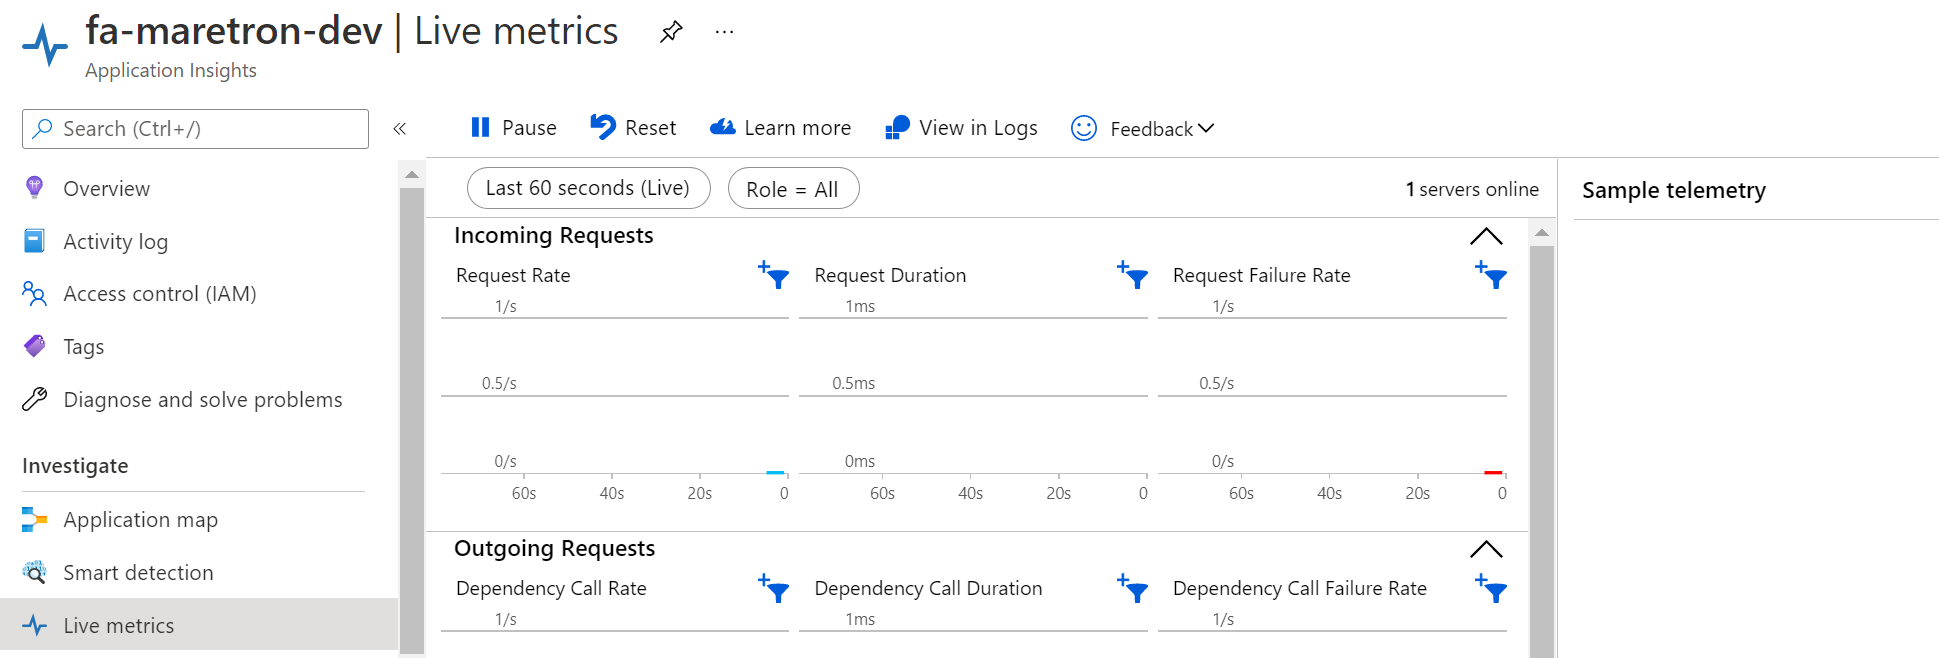 fa-maretron-dev | Live metrics ...
Application Insights
Search (Ctrl+/)
«
Pause
Reset
Learn more
View in Logs
Feedback
Overview
Activity log
Access control (IAM)
Tags
Diagnose and solve problems
Investigate
Application map
Smart detection
Live metrics
Last 60 seconds (Live)
Role = All
1 servers online
Incoming Requests
Request Rate
1/s
0.5/s
0/s
60s 40s 20s 0
Request Duration
1ms
0.5ms
0ms
60s 40s 20s 0
Request Failure Rate
1/s
0.5/s
0/s
60s 40s 20s 0
Outgoing Requests
Dependency Call Rate
1/s
Dependency Call Duration
1ms
Dependency Call Failure Rate
1/s
Sample telemetry